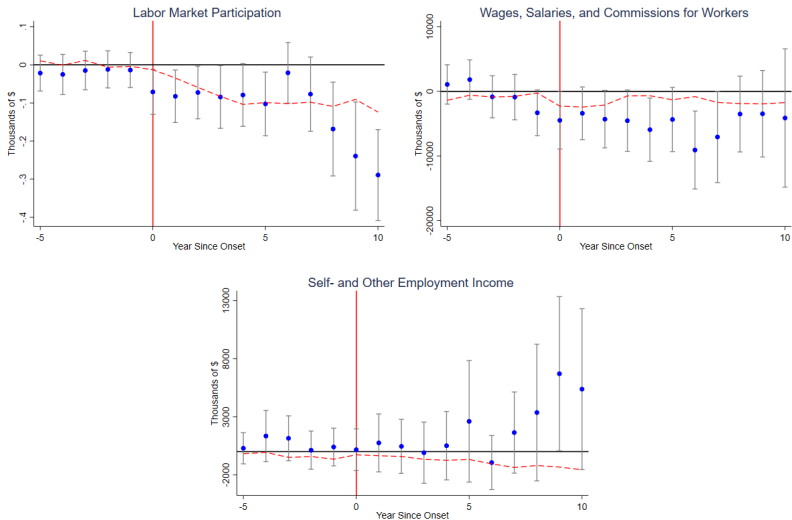 Labor Market Participation
Thousands of $
.1
0
-.1
-.2
-.3
-.4
-5
0
5
10
Year Since Onset
Wages, Salaries, and Commissions for Workers
Thousands of $
10000
0
-10000
-20000
-5
0
5
10
Year Since Onset
Self- and Other Employment Income
Thousands of $
13000
8000
3000
-2000
-5
0
5
10
Year Since Onset